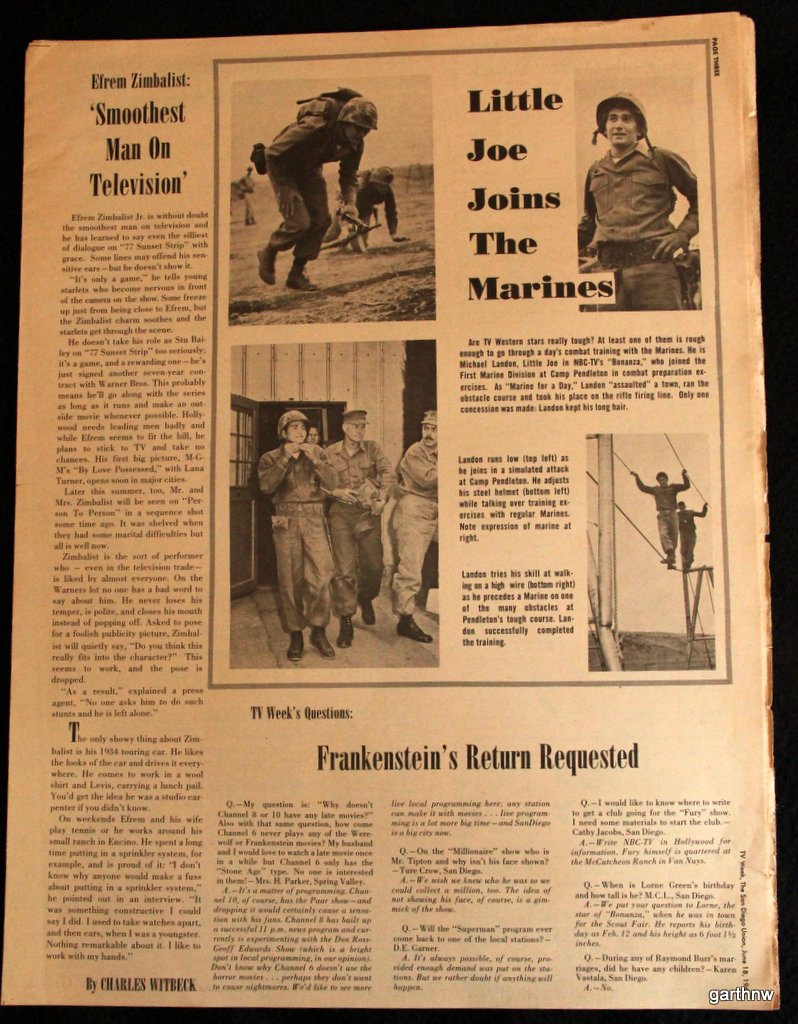 PAGE THREE
Efrem Zimbalist:
'Smoothest
Man On
Television'
Efrem Zimbalist Jr. is without doubt
the smoothest man on television and
he has learned to say even the silliest
of dialogue on "77 Sunset Strip" with
grace. Some lines may offend his sen-
sitive ears — but he doesn't show it.
"It's only a game," he tells young
starlets who become nervous in front
of the camera on the show. Some freeze
up just from being close to Efrem, but
the Zimbalist charm soothes and the
starlets get through the scene.
He doesn't take his role as Stu Bai-
ley on "77 Sunset Strip" too seriously;
it's a game, and a rewarding one — he's
just signed another seven-year con-
tract with Warner Bros. This probably
means he'll go along with the series
as long as it runs and make an out-
side movie whenever possible. Holly-
wood needs leading men badly and
while Efrem seems to fit the bill, he
plans to stick to TV and take no
chances. His first big picture, M-G-
M's "By Love Possessed," with Lana
Turner, opens soon in major cities.
Later this summer, too, Mr. and
Mrs. Zimbalist will be seen on "Per-
son To Person" in a sequence shot
some time ago. It was shelved when
they had some marital difficulties but
all is well now.
Zimbalist is the sort of performer
who — even in the television trade —
is liked by almost everyone. On the
Warners lot no one has a bad word to
say about him. He never loses his
temper, is polite, and closes his mouth
instead of popping off. Asked to pose
for a foolish publicity picture, Zimbal-
ist will quietly say, "Do you think this
really fits into the character?" This
seems to work, and the pose is
dropped.
"As a result," explained a press
agent, "No one asks him to do such
stunts and he is left alone."
The only showy thing about Zim-
balist is his 1934 touring car. He likes
the looks of the car and drives it every-
where. He comes to work in a wool
shirt and Levis, carrying a lunch pail.
You'd get the idea he was a studio car-
penter if you didn't know.
On weekends Efrem and his wife
play tennis or he works around his
small ranch in Encino. He spent a long
time putting in a sprinkler system, for
example, and is proud of it: "I don't
know why anyone would make a fuss
about putting in a sprinkler system,"
he pointed out in an interview. "It
was something constructive I could
say I did. I used to take watches apart,
and then cars, when I was a youngster.
Nothing remarkable about it. I like to
work with my hands."
By CHARLES WITBECK
Little
Joe
Joins
The
Marines
Are TV Western stars really tough? At least one of them is rough
enough to go through a day's combat training with the Marines. He is
Michael Landon, Little Joe in NBC-TV's "Bonanza," who joined the
First Marine Division at Camp Pendleton in combat preparation ex-
ercises. As "Marine for a Day," Landon "assaulted" a town, ran the
obstacle course and took his place on the rifle firing line. Only one
concession was made: Landon kept his long hair.
Landon runs low (top left) as
he joins in a simulated attack
at Camp Pendleton. He adjusts
his steel helmet (bottom left)
while talking over training ex-
ercises with regular Marines.
Note expression of marine at
right.
Landon tries his skill at walk-
ing on a high wire (bottom right)
as he precedes a Marine on one
of the many obstacles at
Pendleton's tough course. Lan-
don successfully completed
the training.
TV Week's Questions:
Frankenstein's Return Requested
Q. — My question is: "Why doesn't
Channel 8 or 10 have any late movies?"
Also with that same question, how come
Channel 6 never plays any of the Were-
wolf or Frankenstein movies? My husband
and I would love to watch a late movie once
in a while but Channel 6 only has the
"Stone Age" type. No one is interested
in them! — Mrs. H. Parker, Spring Valley.
A. — It's a matter of programming. Chan-
nel 10, of course, has the Paar show — and
dropping it would certainly cause a sensa-
tion with his fans. Channel 8 has built up
a successful 11 p.m. news program and cur-
rently is experimenting with the Don Ross-
Geoff Edwards Show (which is a bright
spot in local programming, in our opinion).
Don't know why Channel 6 doesn't use the
horror movies . . . perhaps they don't want
to cause nightmares. We'd like to see more
live local programming here, any station
can make it with movies . . . live program-
ming is a lot more big time — and SanDiego
is a big city now.
Q. — On the "Millionaire" show who is
Mr. Tipton and why isn't his face shown?
— Ture Crow, San Diego.
A. — We wish we knew who he was so we
could collect a million, too. The idea of
not showing his face, of course, is a gim-
mick of the show.
Q. — Will the "Superman" program ever
come back to one of the local stations? —
D.E. Garner.
A. It's always possible, of course, pro-
vided enough demand was put on the sta-
tions. But we rather doubt if anything will
happen.
Q. — I would like to know where to write
to get a club going for the "Fury" show.
I need some materials to start the club. —
Cathy Jacobs, San Diego.
A. — Write NBC-TV in Hollywood for
information. Fury himself is quartered at
the McCutcheon Ranch in Van Nuys.
Q. — When is Lorne Green's birthday
and how tall is he? M.C.L., San Diego.
A. — We put your question to Lorne, the
star of "Bonanza," when he was in town
for the Scout Fair. He reports his birth-
day as Feb. 12 and his height as 6 foot 1½
inches.
Q. — During any of Raymond Burr's mar-
riages, did he have any children? — Karen
Vastala, San Diego.
A. — No.
TV Week, The San Diego Union, June 18,
garthnw